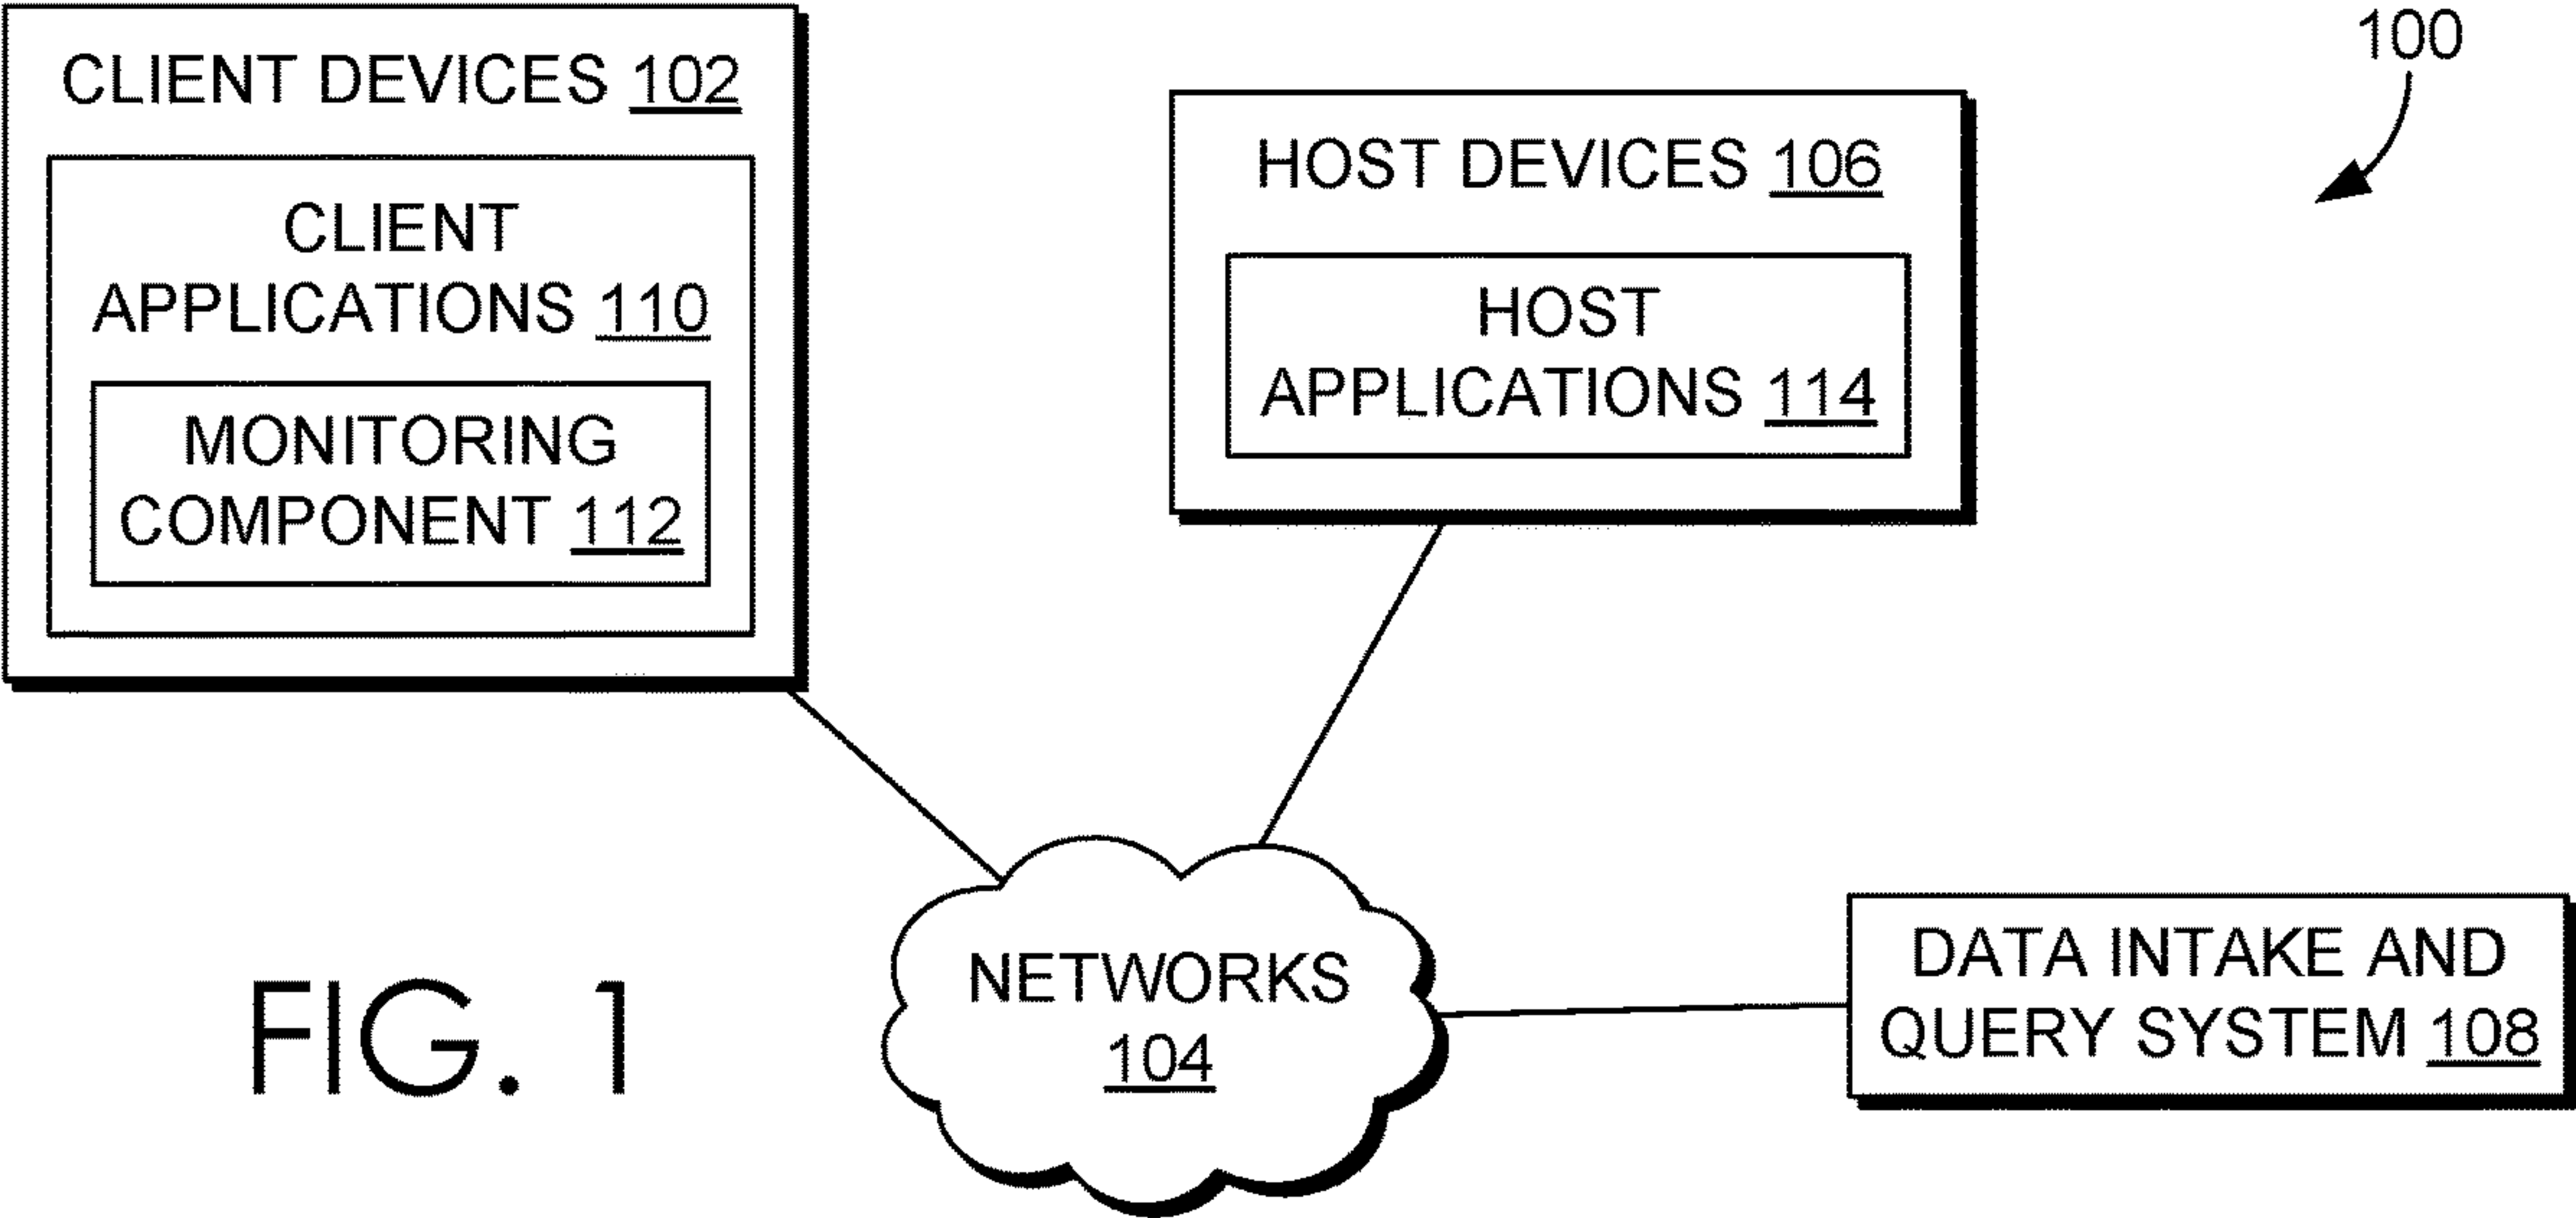 100
CLIENT DEVICES 102
CLIENT
APPLICATIONS 110
MONITORING
COMPONENT 112
HOST DEVICES 106
HOST
APPLICATIONS 114
NETWORKS
104
DATA INTAKE AND
QUERY SYSTEM 108
FIG. 1